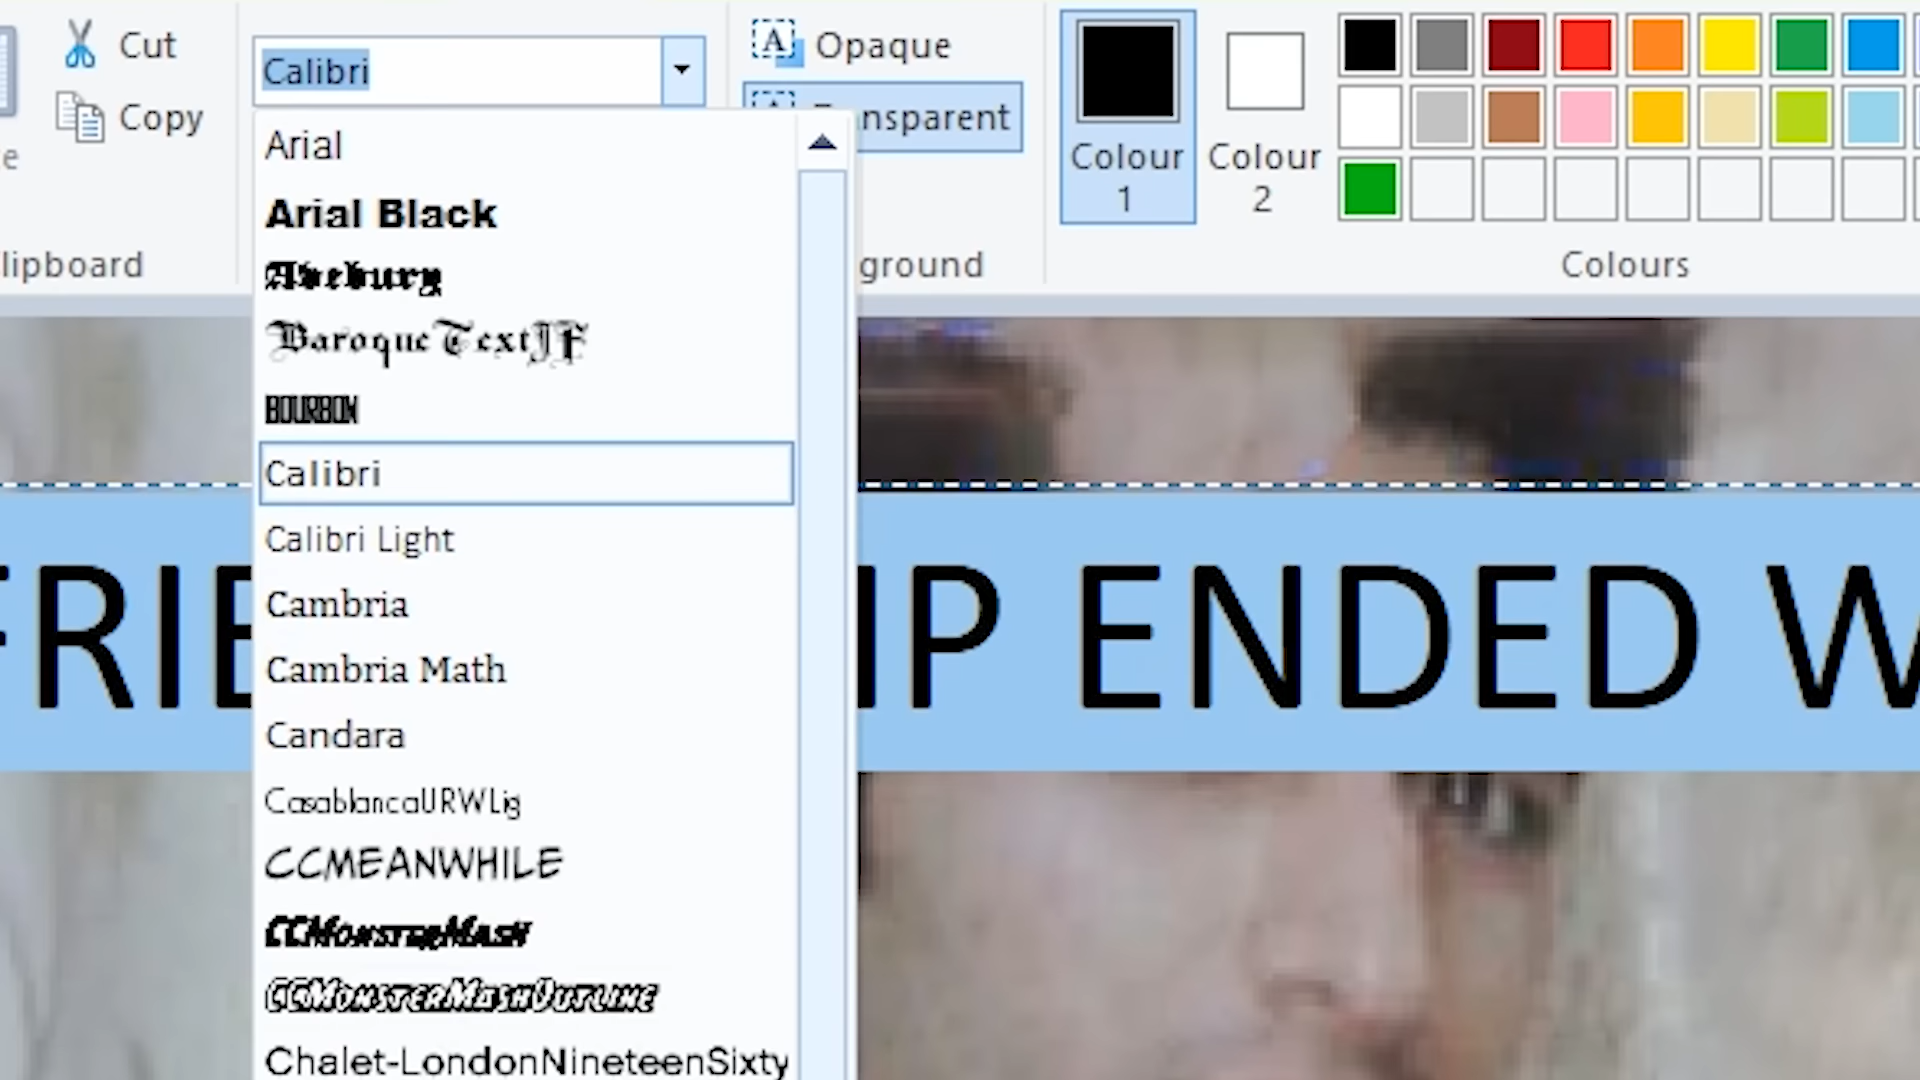 Cut
Copy
e
lipboard
Calibri
Arial
Arial Black
Avebury
BaroqueTextJF
BOURBON
Calibri
Calibri Light
Cambria
Cambria Math
Candara
CasablancaURWLig
CCMEANWHILE
CCMONSTERMASH
CCMONSTERMASHOUTLINE
Chalet-LondonNineteenSixty
A Opaque
nsparent
ground
Colour
1
Colour
2
Colours
FRIE IP ENDED W